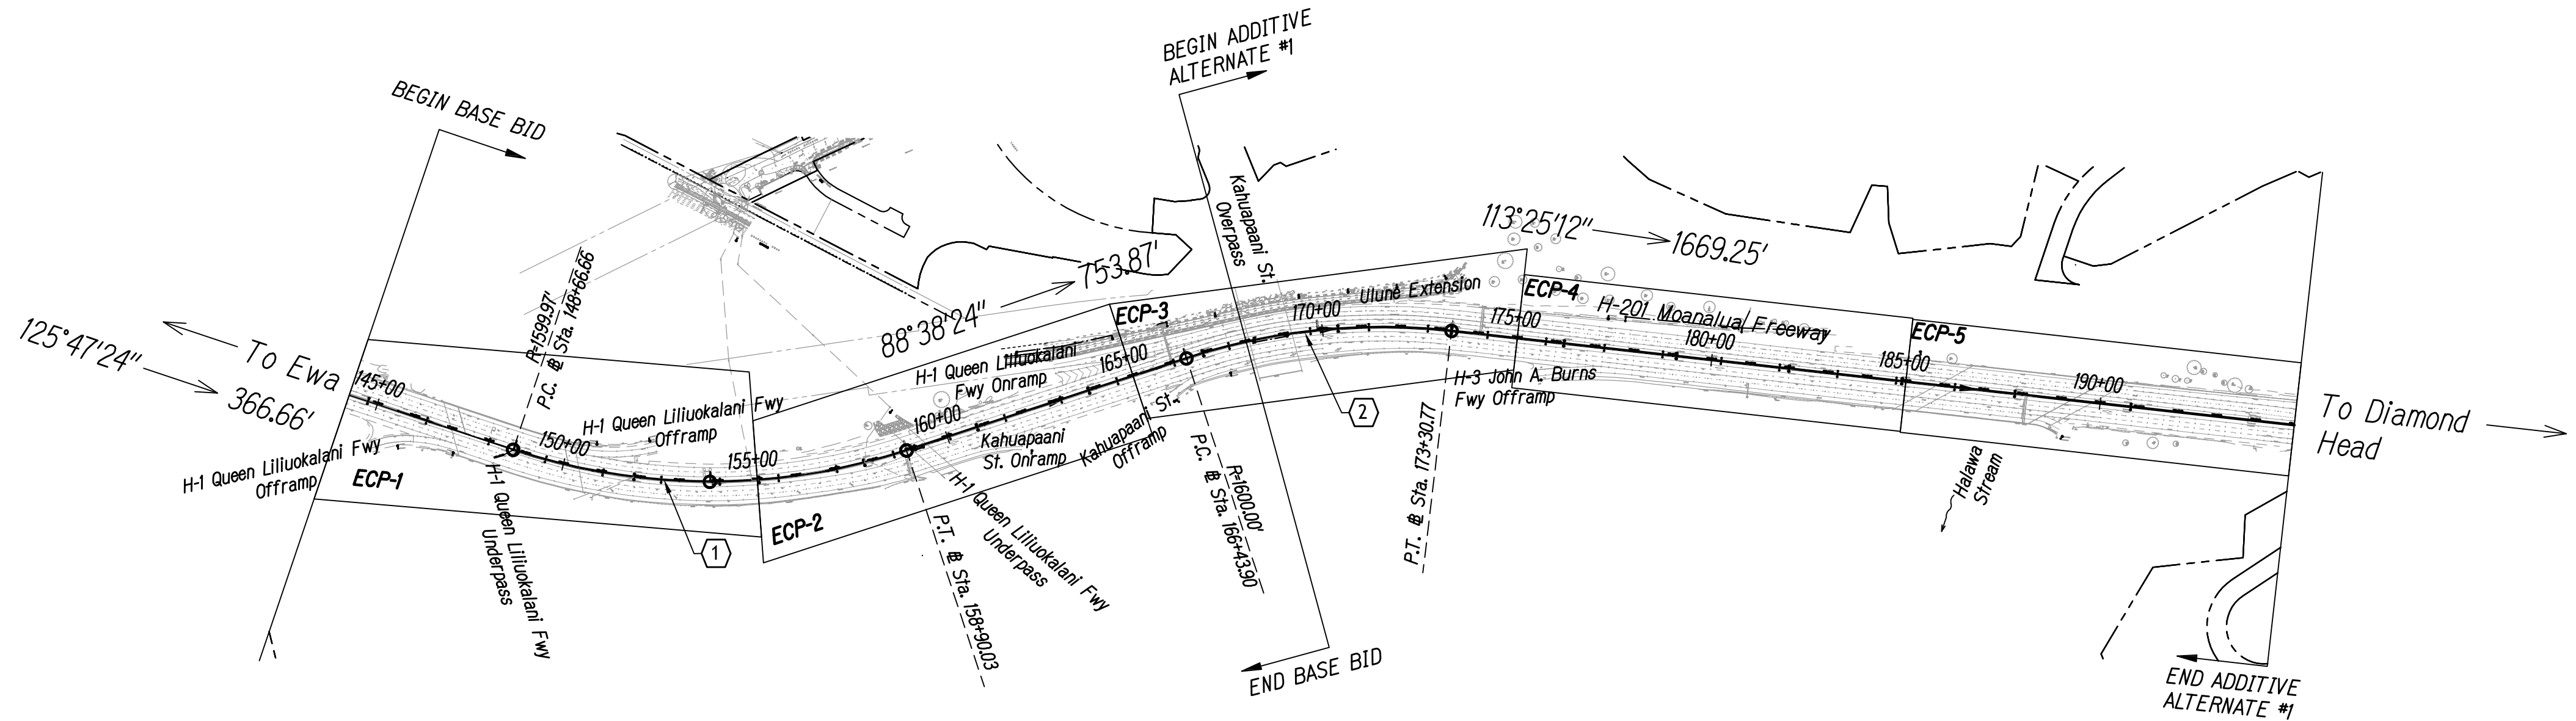 BEGIN ADDITIVE
ALTERNATE #1
BEGIN BASE BID
Kahuapaani St.
Overpass
113°25'12"
1669.25'
753.87'
88°38'24"
R=1599.97'
P.C. ℄ Sta. 148+66.66
125°47'24"
366.66'
To Ewa
145+00
150+00
155+00
160+00
165+00
170+00
175+00
180+00
185+00
190+00
Ulune Extension
ECP-3
ECP-4
H-201 Moanalua Freeway
ECP-5
H-1 Queen Liliuokalani
Fwy Onramp
H-1 Queen Liliuokalani Fwy
Offramp
H-1 Queen Liliuokalani Fwy
Offramp
ECP-1
ECP-2
Kahuapaani
St. Onramp
Kahuapaani St.
Offramp
2
H-3 John A. Burns
Fwy Offramp
To Diamond
Head
H-1 Queen Liliuokalani Fwy
Underpass
1
H-1 Queen Liliuokalani Fwy
Underpass
P.T. ℄ Sta. 158+90.03
R=1600.00'
P.C. ℄ Sta. 166+43.90
P.T. ℄ Sta. 173+30.77
Halawa
Stream
END BASE BID
END ADDITIVE
ALTERNATE #1